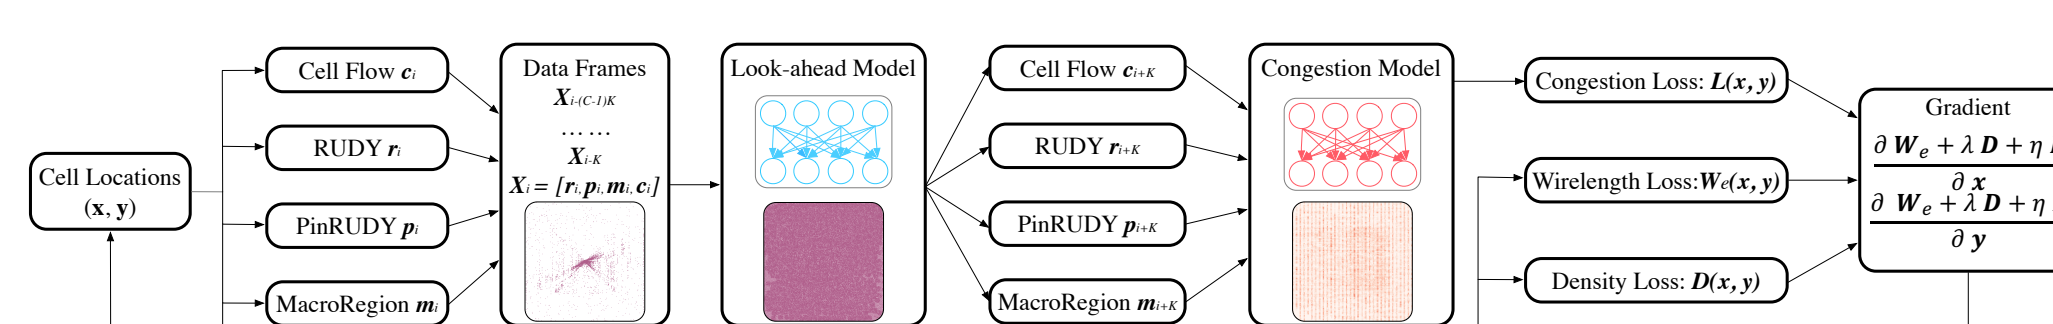 Cell Locations
(x, y)
Cell Flow cᵢ
RUDY rᵢ
PinRUDY pᵢ
MacroRegion mᵢ
Data Frames
Xi-(C-1)K
... ...
Xi-K
Xi = [ri, pi, mi, ci]
Look-ahead Model
Cell Flow ci+K
RUDY ri+K
PinRUDY pi+K
MacroRegion mi+K
Congestion Model
Congestion Loss: L(x, y)
Wirelength Loss:We(x, y)
Density Loss: D(x, y)
Gradient
∂ We + λ D + η
∂ x
∂ We + λ D + η
∂ y